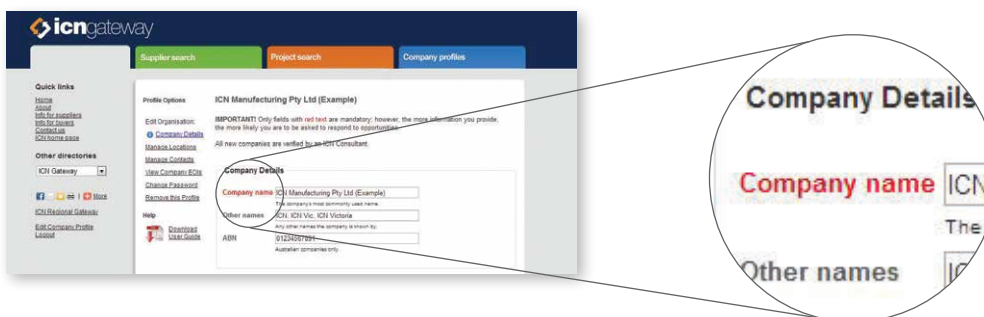 icngateway
Supplier search
Project search
Company profiles
Quick links
Home
About
Info for suppliers
Info for buyers
Contact us
ICN home page
Other directories
ICN Gateway
More
ICN Regional Gateway
Edit Company Profile
Logout
Profile Options
Edit Organisation:
Company Details
Manage Locations
Manage Contacts
View Company EOIs
Change Password
Remove this Profile
Help
Download
User Guide
ICN Manufacturing Pty Ltd (Example)
IMPORTANT! Only fields with red text are mandatory; however, the more information you provide,
the more likely you are to be asked to respond to opportunities.
All new companies are verified by an ICN Consultant.
Company Details
Company name ICN Manufacturing Pty Ltd (Example)
The company's most commonly used name.
Other names ICN, ICN Vic, ICN Victoria
Any other names the company is known by.
ABN 01234567891
Australian companies only.
Company Details
Company name ICN
The
Other names IC